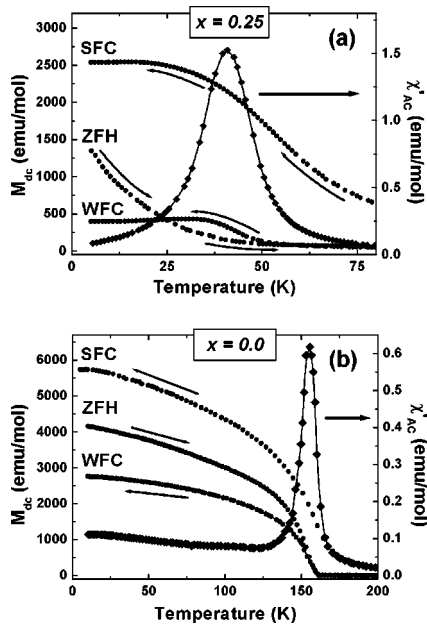 x = 0.25
(a)
SFC
ZFH
WFC
3000
2500
2000
1500
1000
500
0
M_dc (emu/mol)
1.5
1.0
0.5
0.0
χ'_AC (emu/mol)
0 25 50 75
Temperature (K)
x = 0.0
(b)
SFC
ZFH
WFC
6000
5000
4000
3000
2000
1000
0
M_dc (emu/mol)
0.6
0.5
0.4
0.3
0.2
0.1
0.0
χ'_AC (emu/mol)
0 50 100 150 200
Temperature (K)